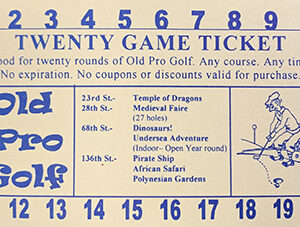 2 3 4 5 6 7 8 9
TWENTY GAME TICKET
ood for twenty rounds of Old Pro Golf. Any course. Any tim
No expiration. No coupons or discounts valid for purchase.
Old
Pro
Golf
23rd St.- Temple of Dragons
28th St.- Medieval Faire
(27 holes)
68th St.- Dinosaurs!
Undersea Adventure
(Indoor- Open Year round)
136th St.- Pirate Ship
African Safari
Polynesian Gardens
12 13 14 15 16 17 18 19